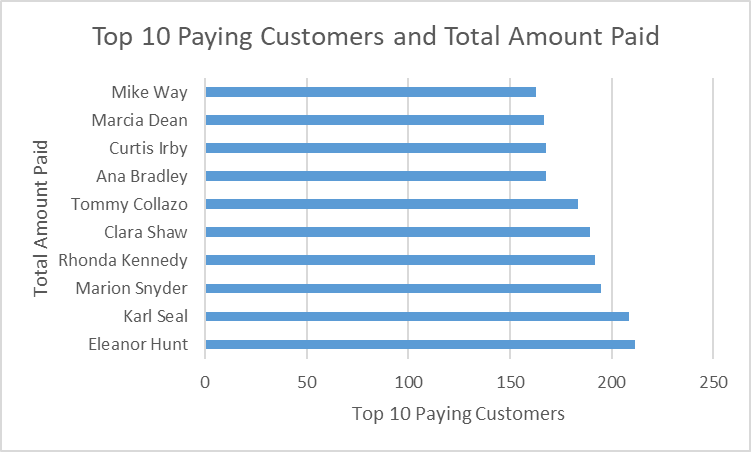 Top 10 Paying Customers and Total Amount Paid
Total Amount Paid
Mike Way
Marcia Dean
Curtis Irby
Ana Bradley
Tommy Collazo
Clara Shaw
Rhonda Kennedy
Marion Snyder
Karl Seal
Eleanor Hunt
0 50 100 150 200 250
Top 10 Paying Customers